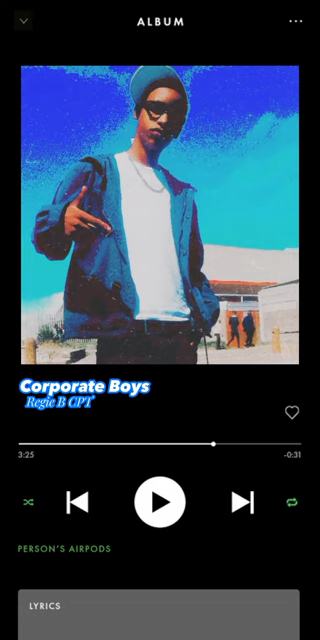 ALBUM
Corporate Boys
Regie B CPT
3:25
-0:31
PERSON'S AIRPODS
LYRICS